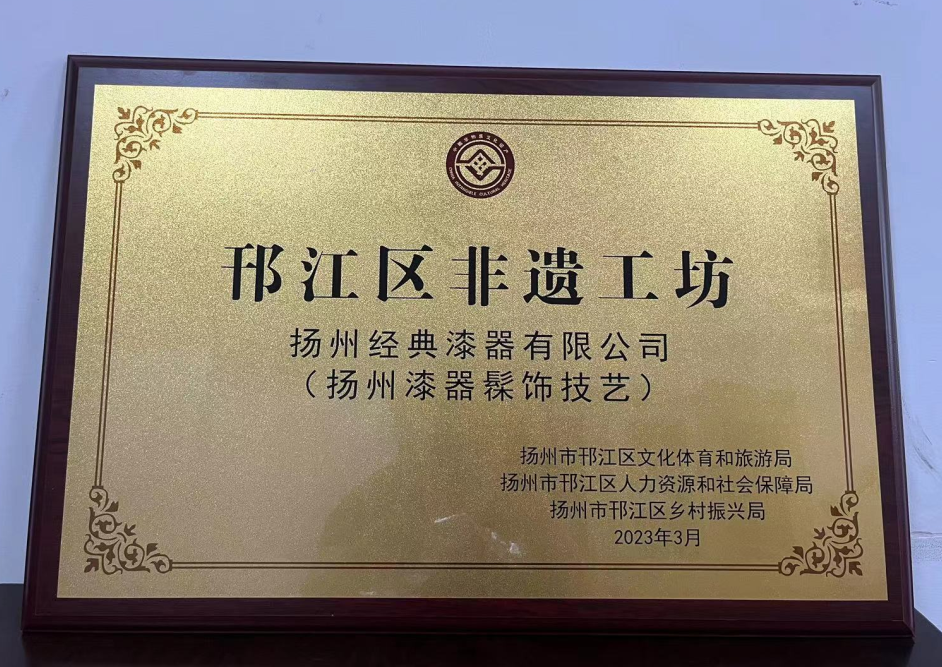 邗江区非遗工坊
扬州经典漆器有限公司
（扬州漆器髹饰技艺）
扬州市邗江区文化体育和旅游局
扬州市邗江区人力资源和社会保障局
扬州市邗江区乡村振兴局
2023年3月